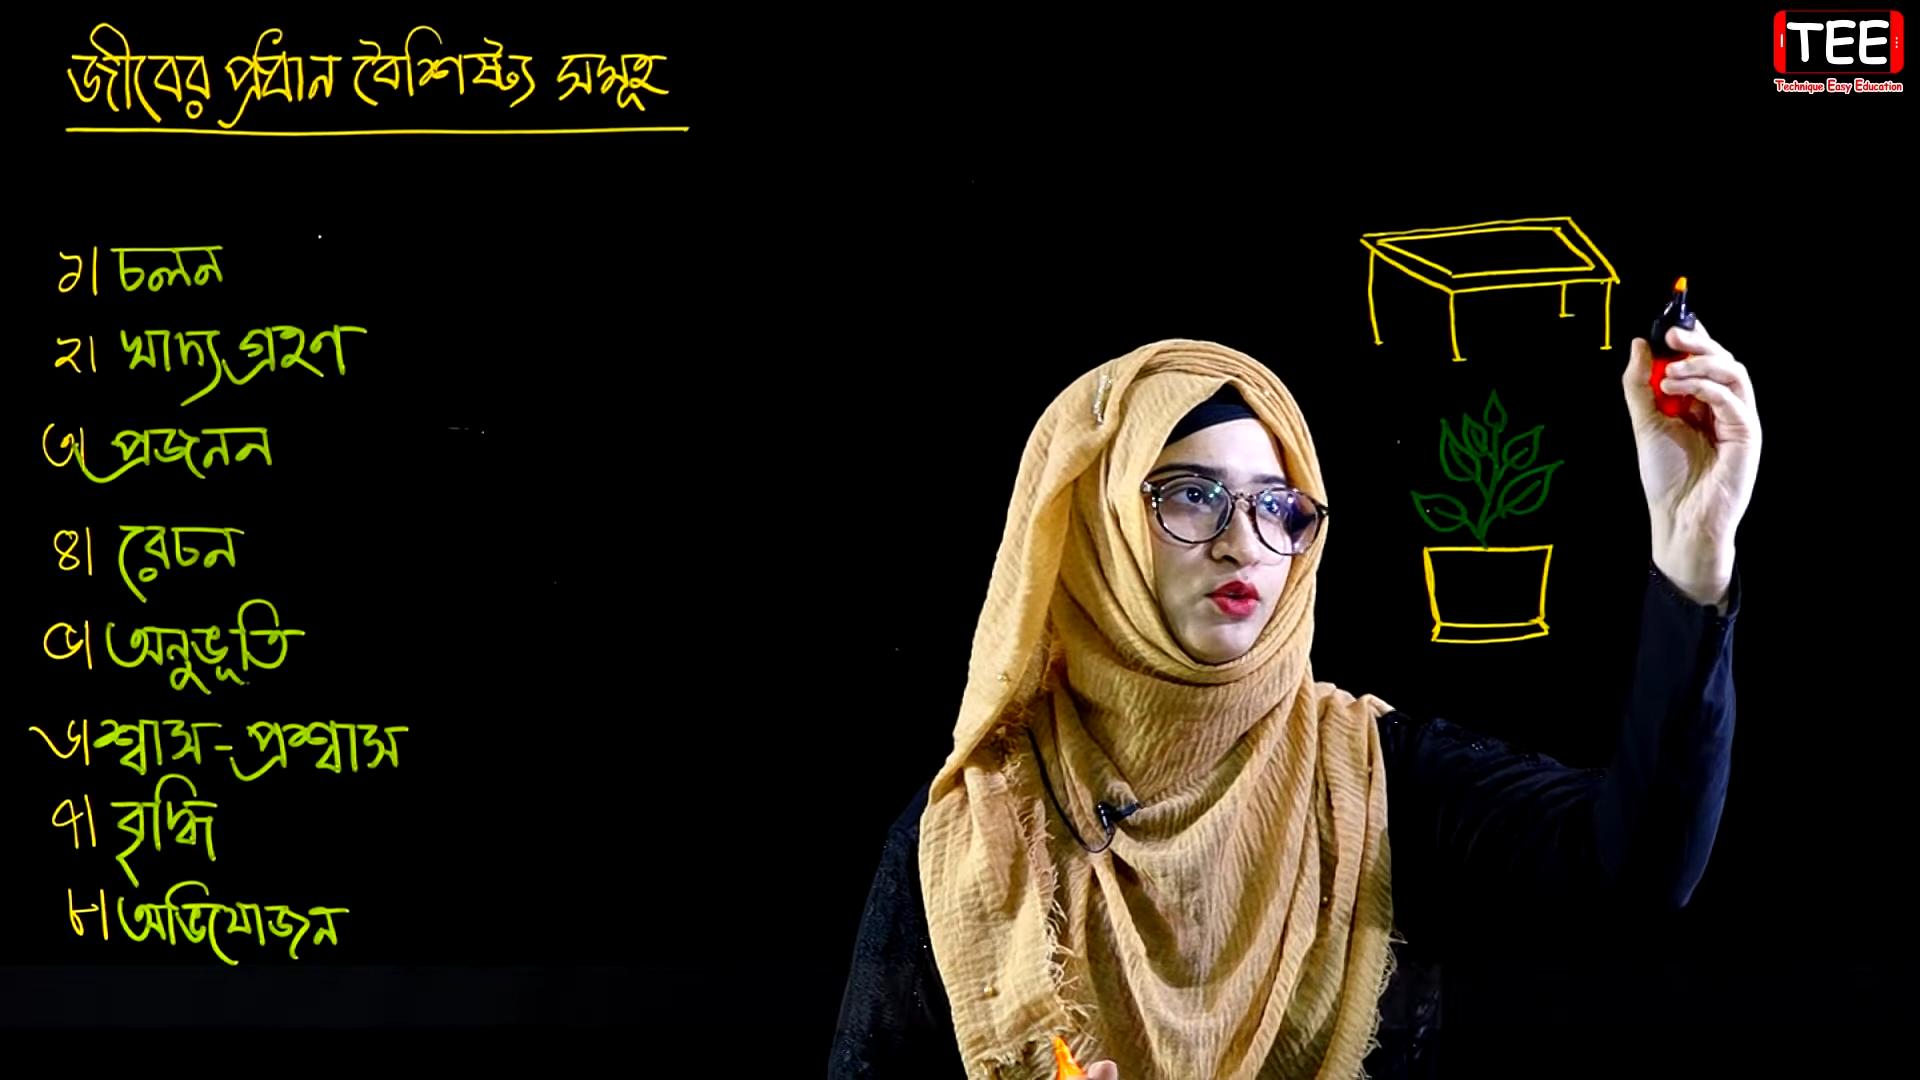 জীবের প্রধান বৈশিষ্ট্য সমূহ
TEE
Technique Easy Education
১। চলন
২। খাদ্য গ্রহণ
৩। প্রজনন
৪। রেচন
৫। অনুভূতি
৬। শ্বাস-প্রশ্বাস
৭। বৃদ্ধি
৮। অভিযোজন